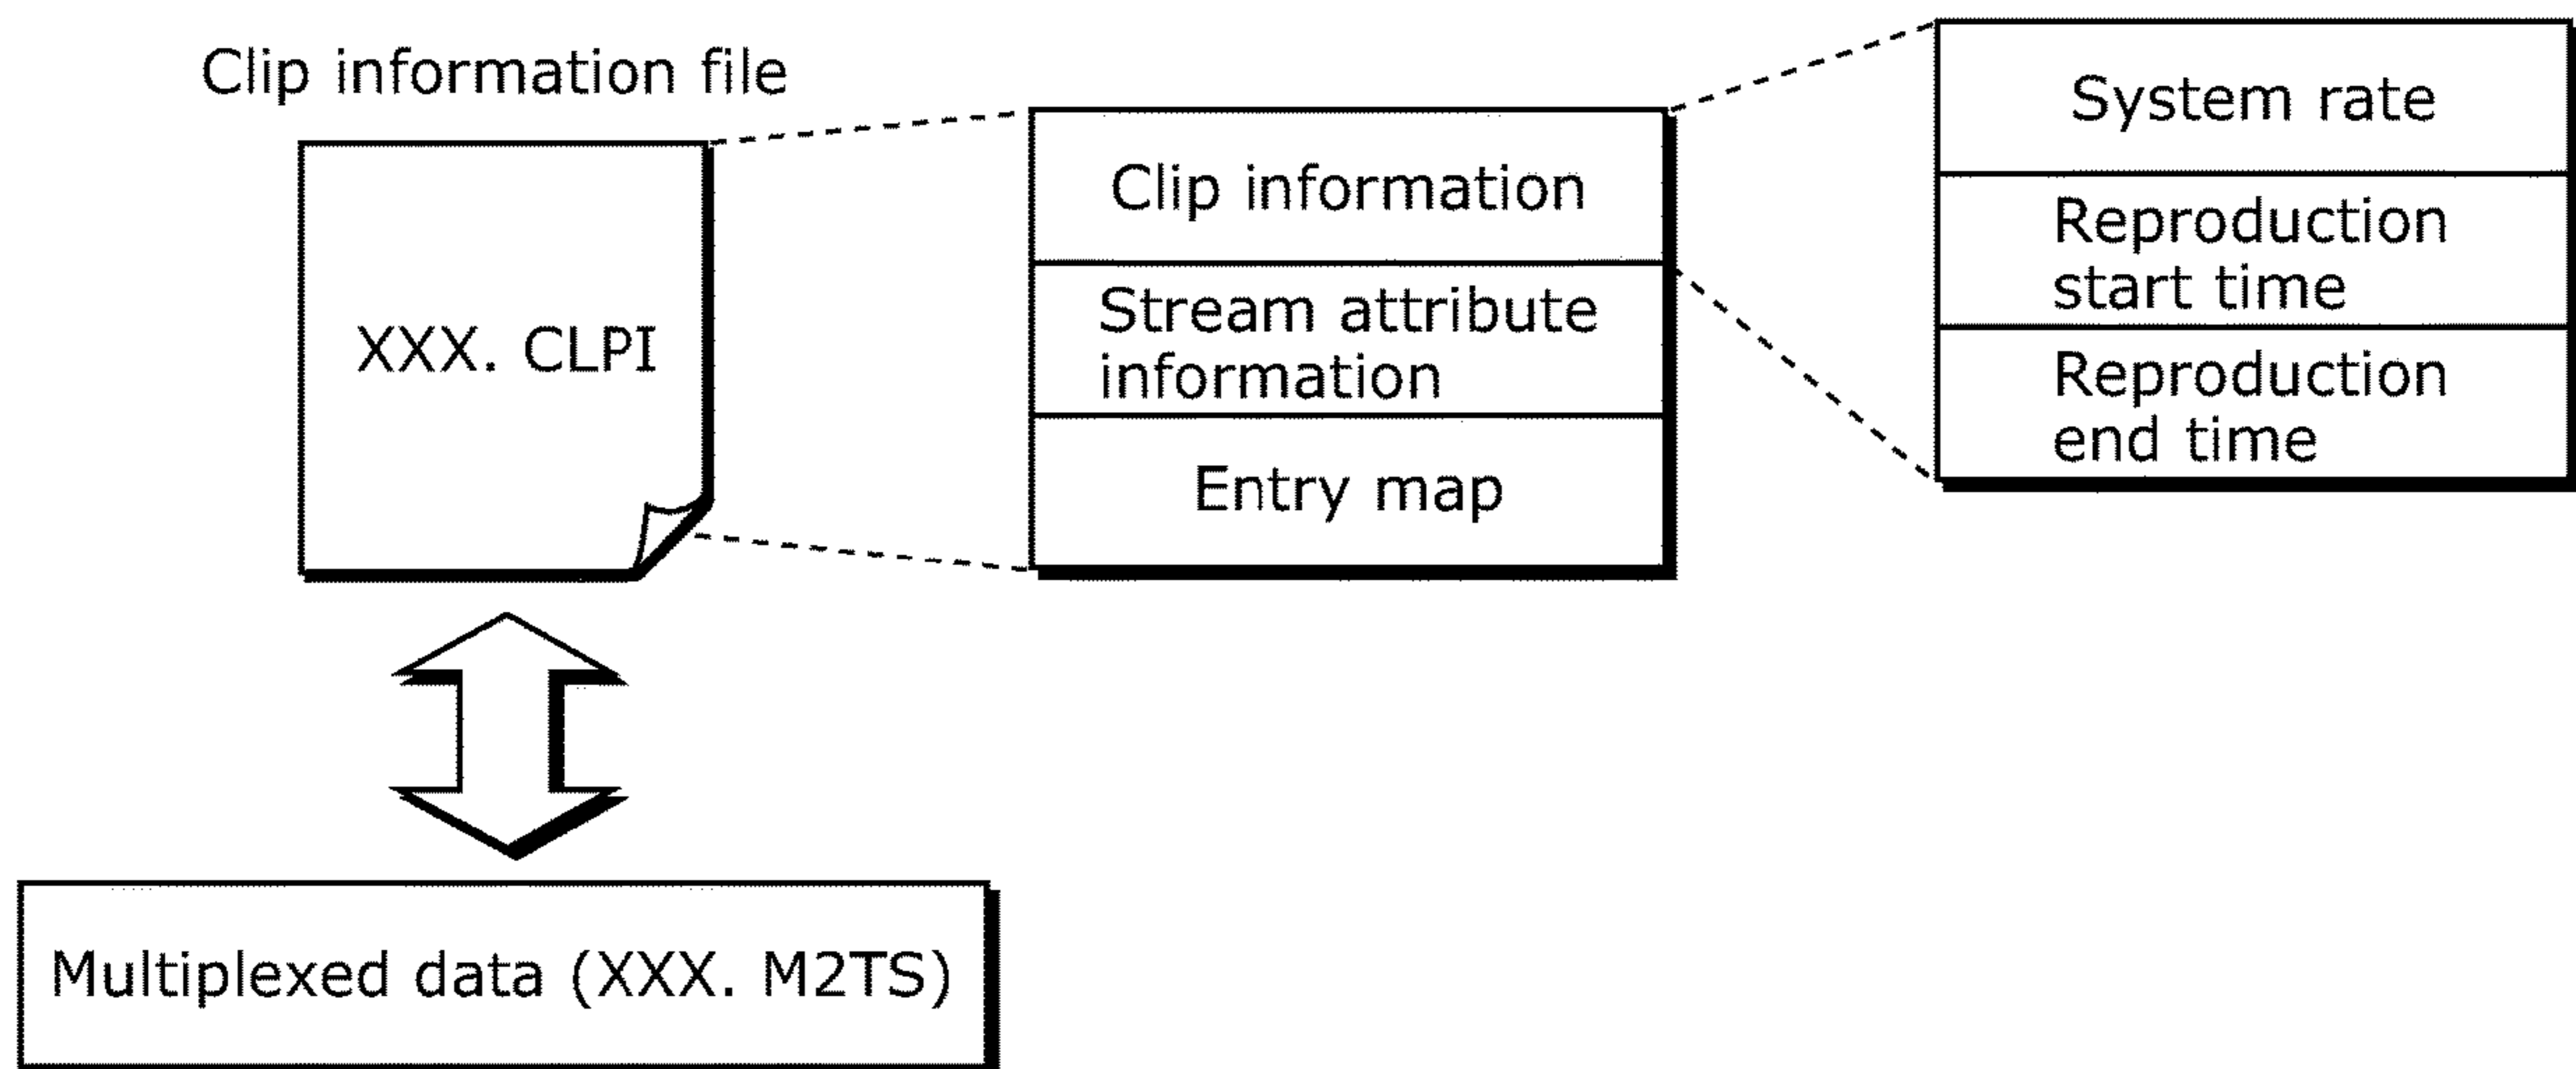 Clip information file
XXX. CLPI
Clip information
Stream attribute
information
Entry map
System rate
Reproduction
start time
Reproduction
end time
Multiplexed data (XXX. M2TS)